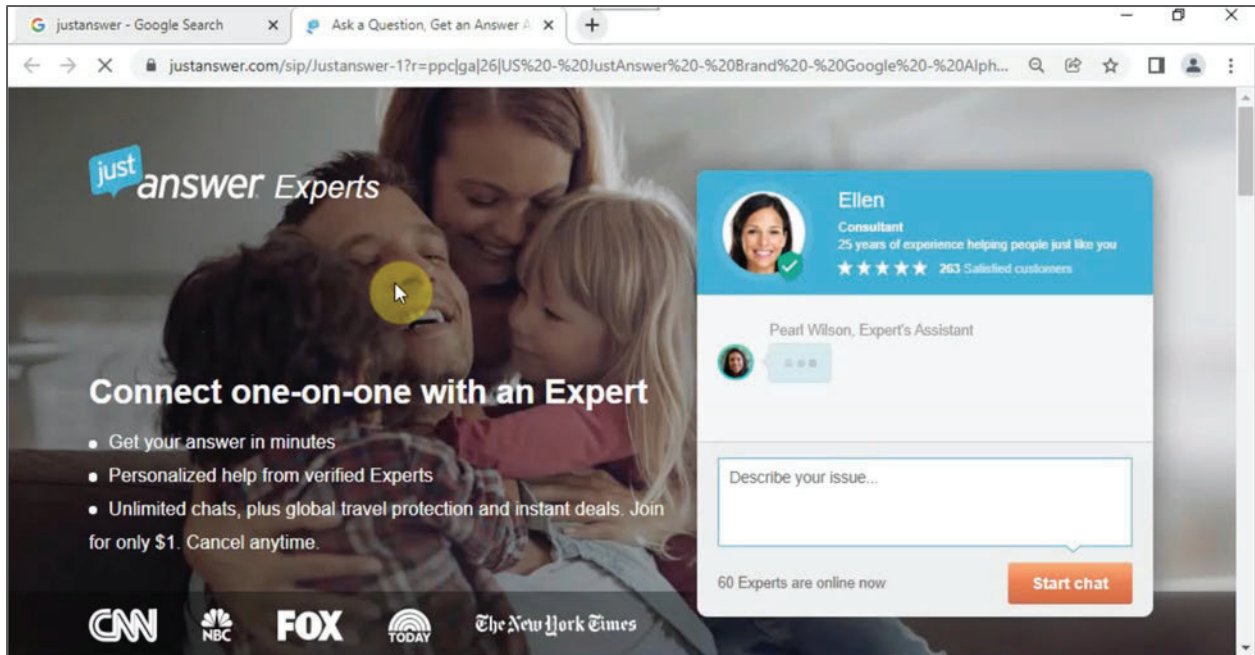 justanswer - Google Search
Ask a Question, Get an Answer A
justanswer.com/sip/Justanswer-1?r=ppc|ga|26|US%20-%20JustAnswer%20-%20Brand%20-%20Google%20-%20Alph...
just answer Experts
Connect one-on-one with an Expert
• Get your answer in minutes
• Personalized help from verified Experts
• Unlimited chats, plus global travel protection and instant deals. Join
for only $1. Cancel anytime.
CNN NBC FOX TODAY The New York Times
Ellen
Consultant
25 years of experience helping people just like you
263 Satisfied customers
Pearl Wilson, Expert's Assistant
Describe your issue...
60 Experts are online now
Start chat